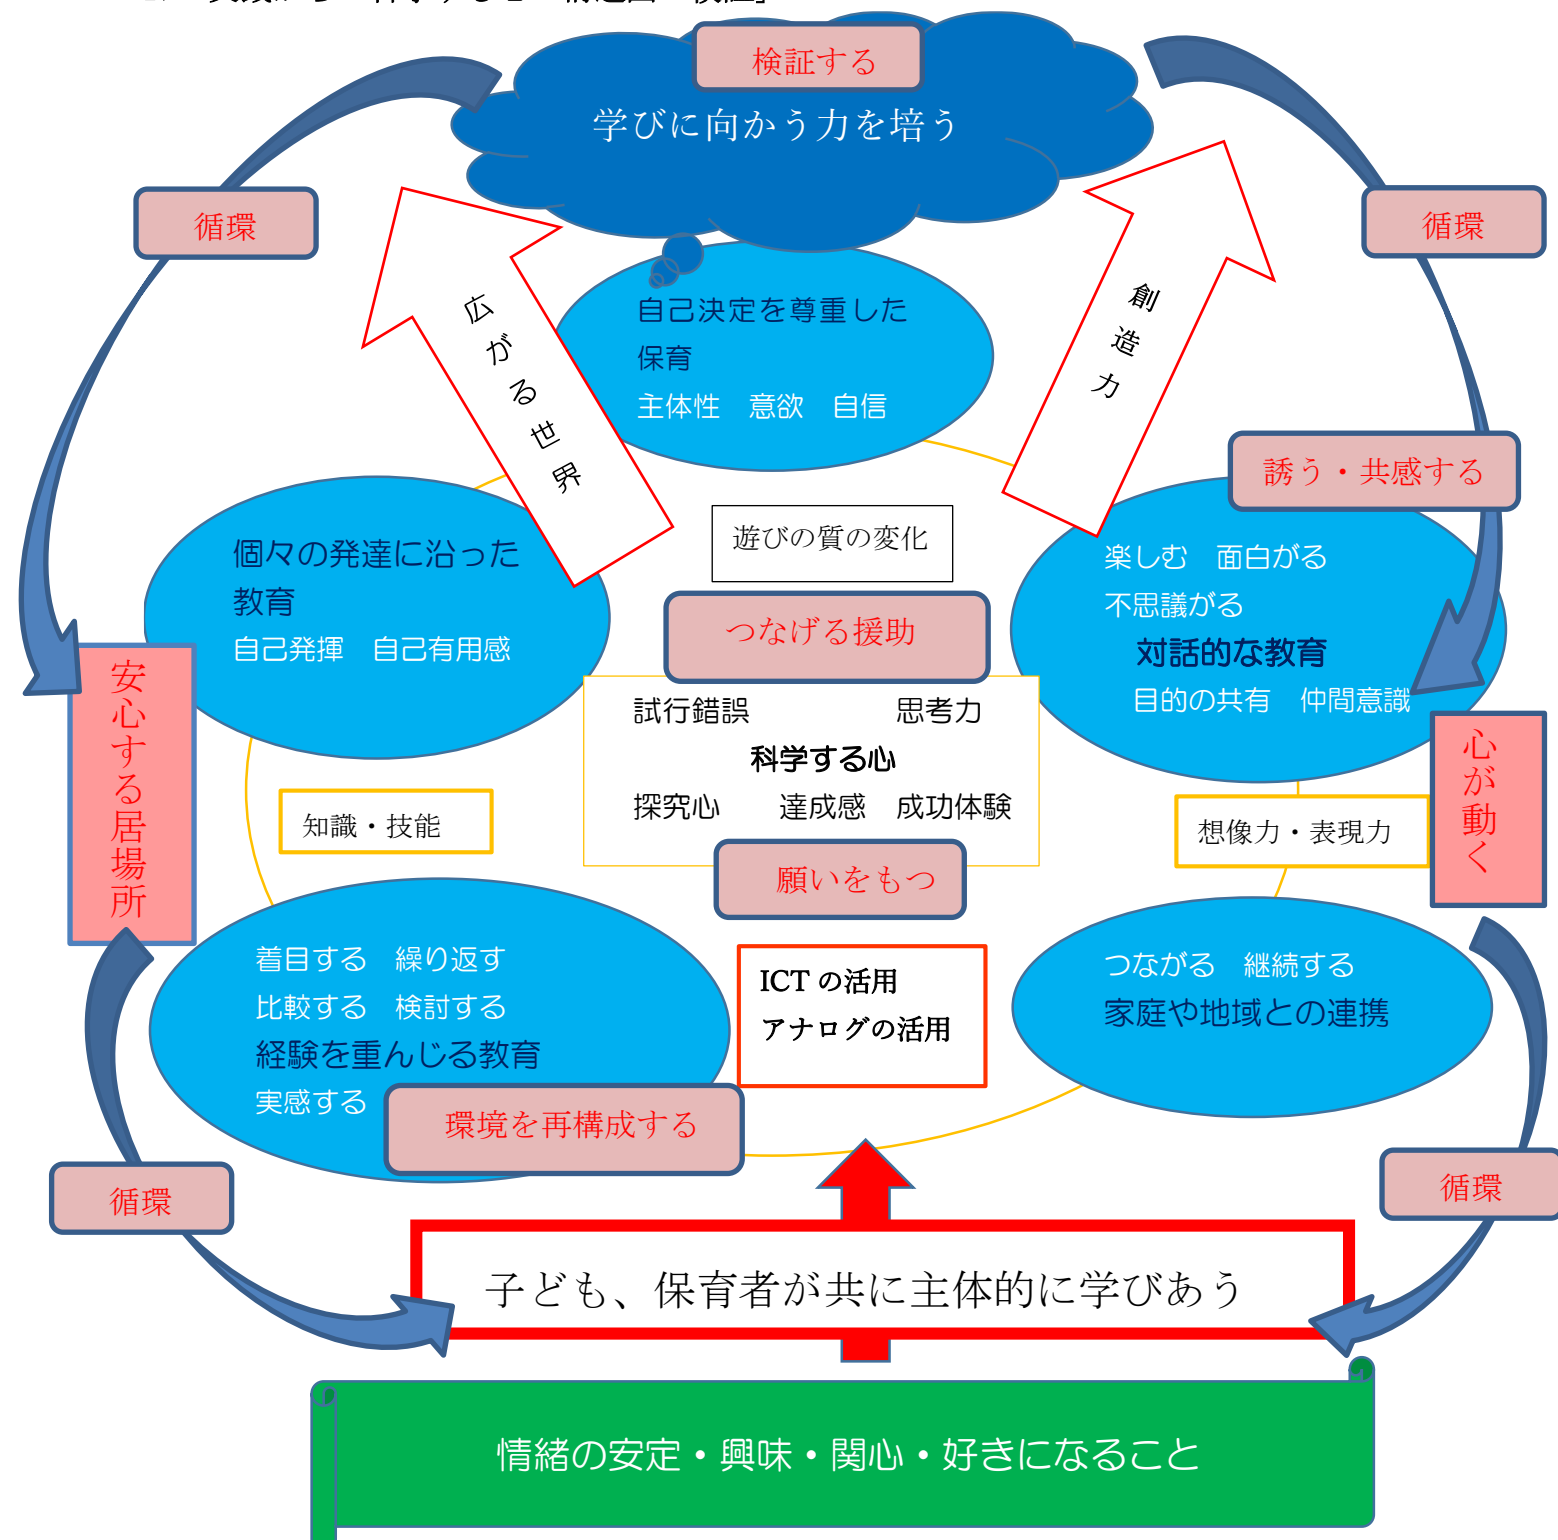 検証する
学びに向かう力を培う
循環
循環
広がる世界
創造力
自己決定を尊重した
保育
主体性　意欲　自信
誘う・共感する
遊びの質の変化
個々の発達に沿った
教育
自己発揮　自己有用感
楽しむ　面白がる
不思議がる
対話的な教育
目的の共有　仲間意識
つなげる援助
試行錯誤　思考力
科学する心
探究心　達成感　成功体験
願いをもつ
安心する居場所
心が動く
知識・技能
想像力・表現力
着目する　繰り返す
比較する　検討する
経験を重んじる教育
実感する
環境を再構成する
ICT の活用
アナログの活用
つながる　継続する
家庭や地域との連携
循環
循環
子ども、保育者が共に主体的に学びあう
情緒の安定・興味・関心・好きになること